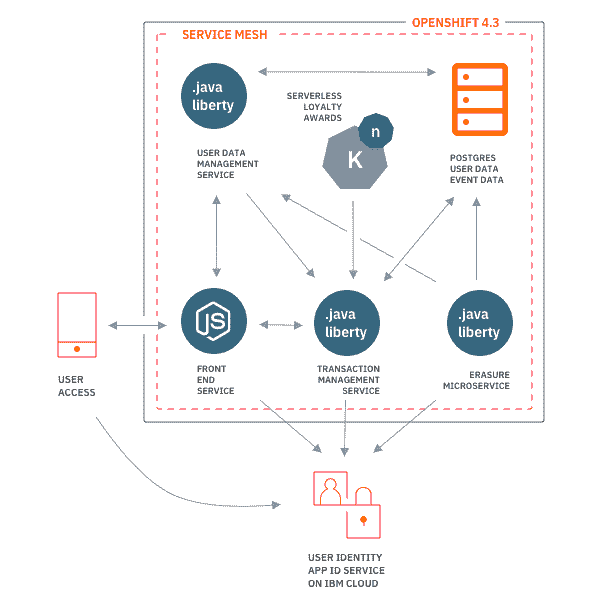 OPENSHIFT 4.3
SERVICE MESH
.java
liberty
SERVERLESS
LOYALTY
AWARDS
n
K
USER DATA
MANAGEMENT
SERVICE
POSTGRES
USER DATA
EVENT DATA
JS
.java
liberty
.java
liberty
USER
ACCESS
FRONT
END
SERVICE
TRANSACTION
MANAGEMENT
SERVICE
ERASURE
MICROSERVICE
USER IDENTITY
APP ID SERVICE
ON IBM CLOUD